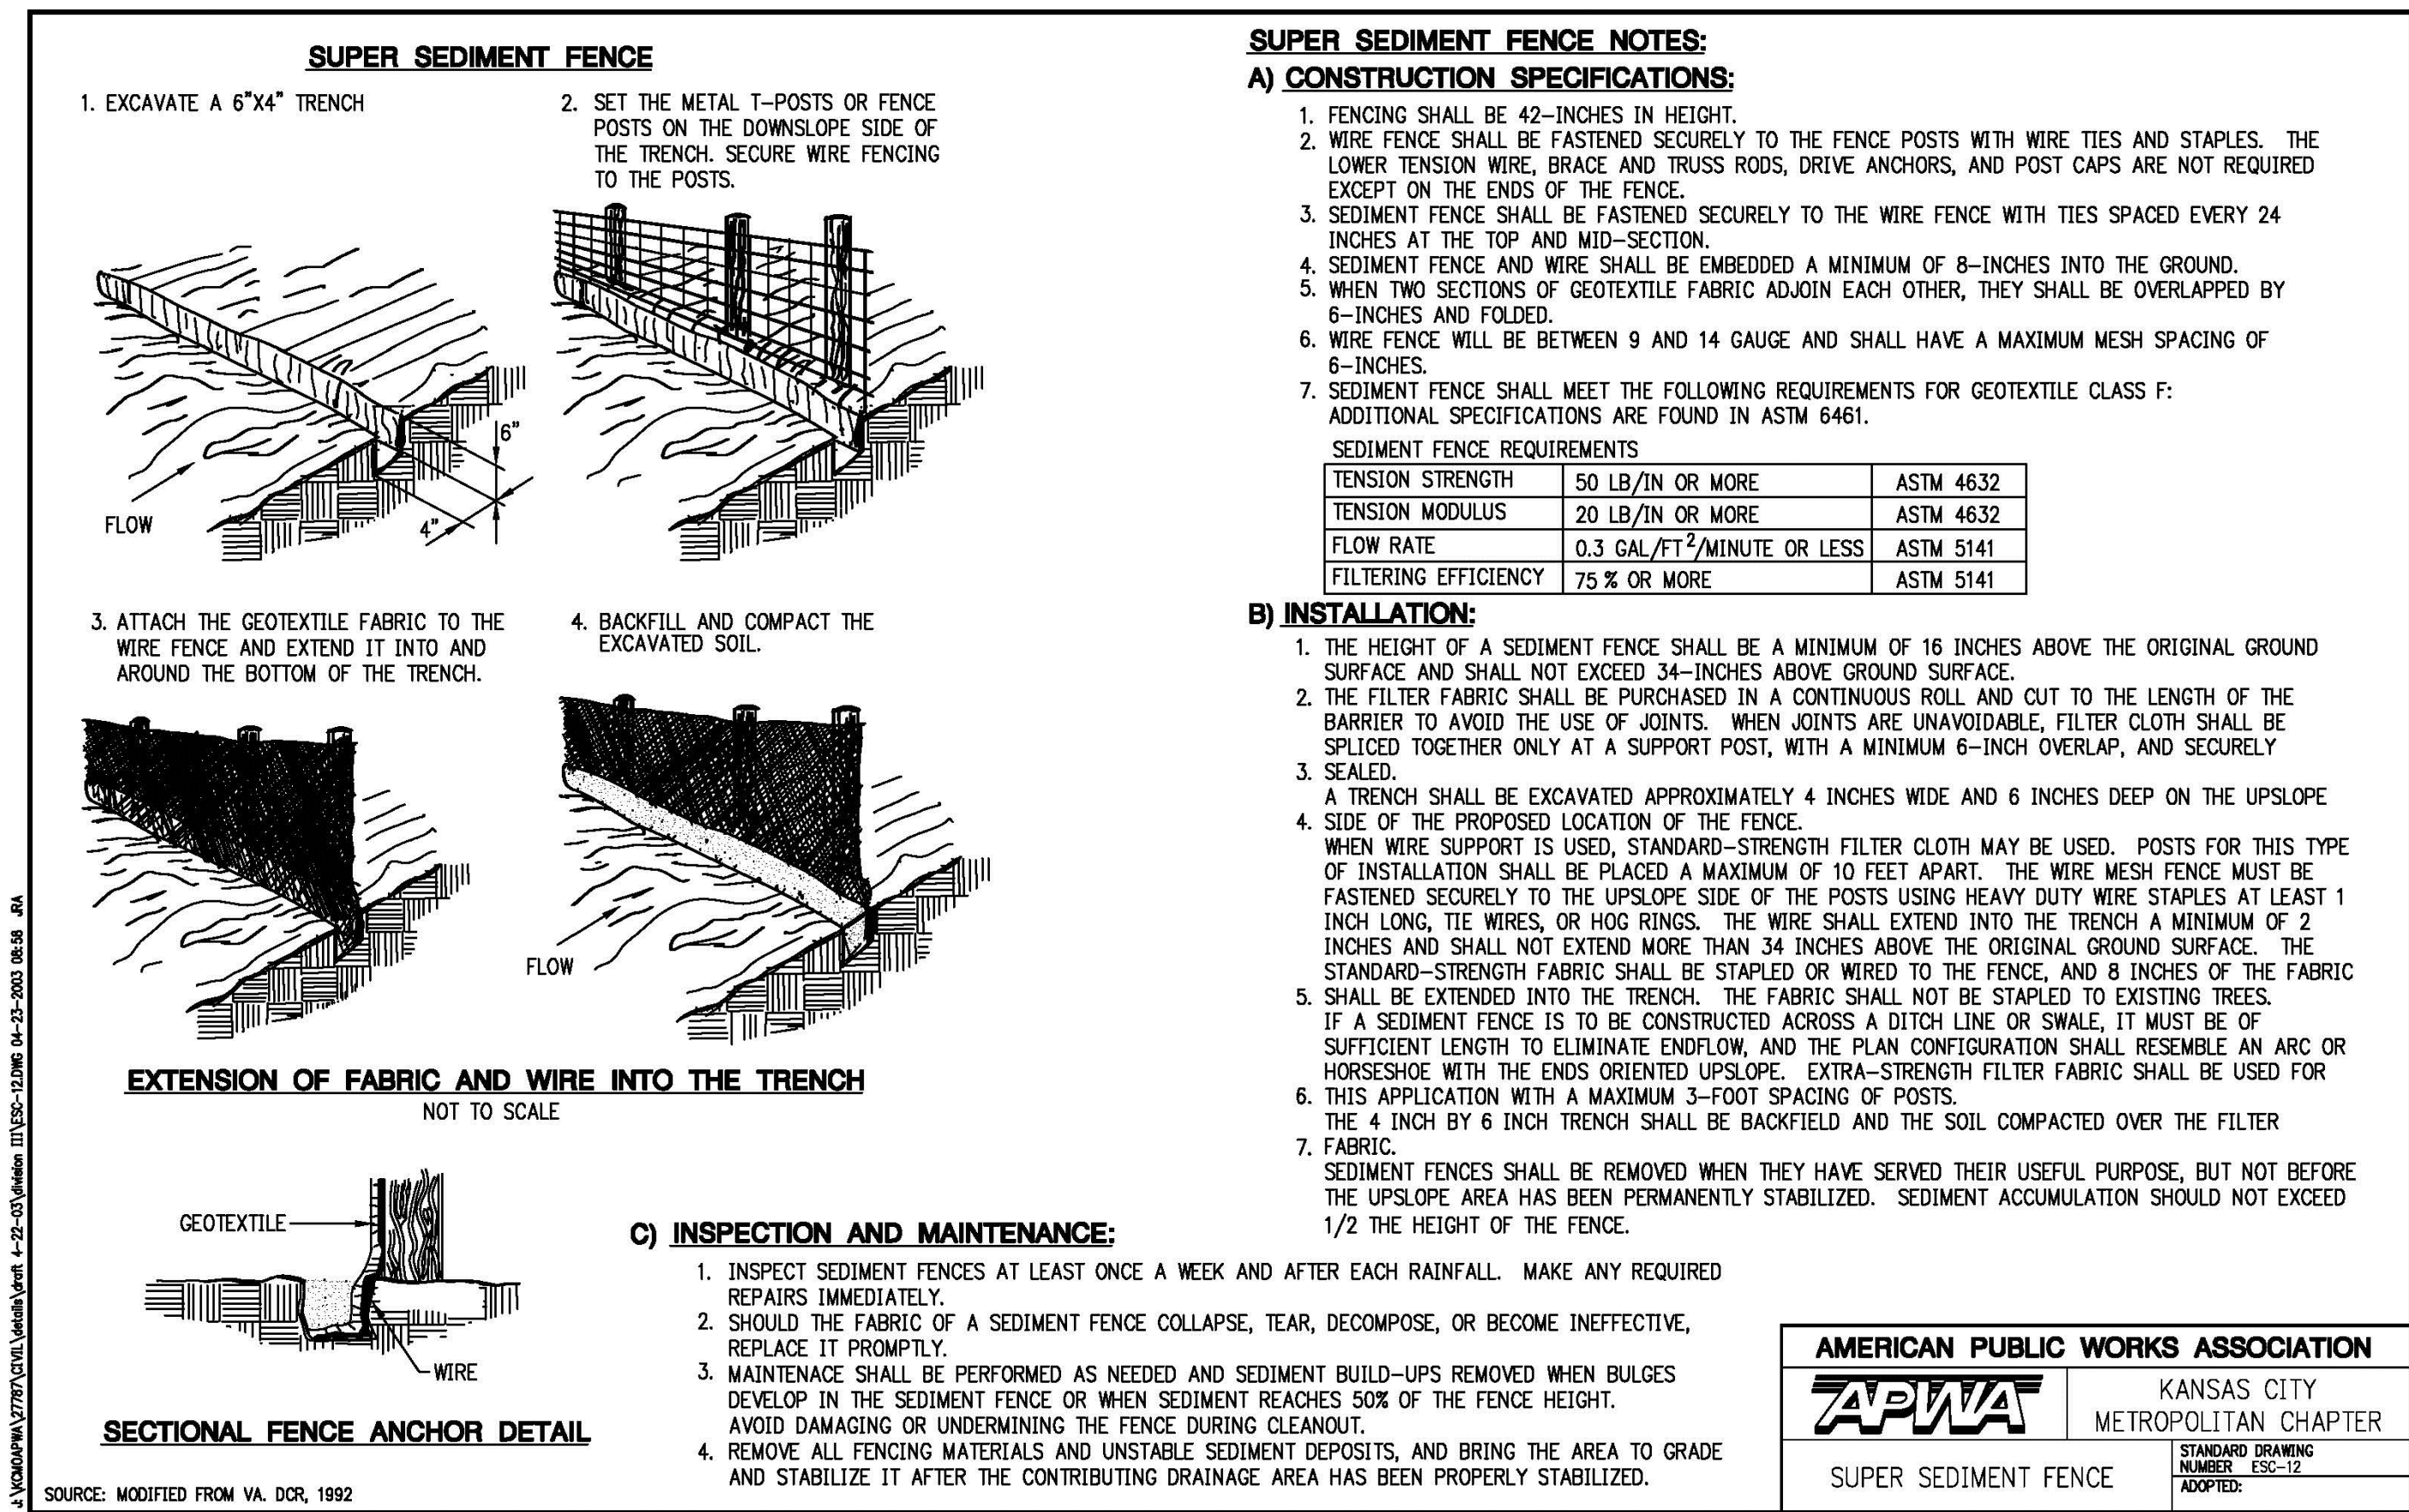 SUPER SEDIMENT FENCE
1. EXCAVATE A 6"X4" TRENCH
2. SET THE METAL T-POSTS OR FENCE
POSTS ON THE DOWNSLOPE SIDE OF
THE TRENCH. SECURE WIRE FENCING
TO THE POSTS.
6"
4"
FLOW
3. ATTACH THE GEOTEXTILE FABRIC TO THE
WIRE FENCE AND EXTEND IT INTO AND
AROUND THE BOTTOM OF THE TRENCH.
4. BACKFILL AND COMPACT THE
EXCAVATED SOIL.
FLOW
EXTENSION OF FABRIC AND WIRE INTO THE TRENCH
NOT TO SCALE
GEOTEXTILE
WIRE
SECTIONAL FENCE ANCHOR DETAIL
SOURCE: MODIFIED FROM VA. DCR, 1992
J:\KCMOAPWA\27787\CIVIL\details\draft 4-22-03\division III\ESC-12.DWG 04-23-2003 08:58 JRA
SUPER SEDIMENT FENCE NOTES:
A) CONSTRUCTION SPECIFICATIONS:
1. FENCING SHALL BE 42-INCHES IN HEIGHT.
2. WIRE FENCE SHALL BE FASTENED SECURELY TO THE FENCE POSTS WITH WIRE TIES AND STAPLES. THE
LOWER TENSION WIRE, BRACE AND TRUSS RODS, DRIVE ANCHORS, AND POST CAPS ARE NOT REQUIRED
EXCEPT ON THE ENDS OF THE FENCE.
3. SEDIMENT FENCE SHALL BE FASTENED SECURELY TO THE WIRE FENCE WITH TIES SPACED EVERY 24
INCHES AT THE TOP AND MID-SECTION.
4. SEDIMENT FENCE AND WIRE SHALL BE EMBEDDED A MINIMUM OF 8-INCHES INTO THE GROUND.
5. WHEN TWO SECTIONS OF GEOTEXTILE FABRIC ADJOIN EACH OTHER, THEY SHALL BE OVERLAPPED BY
6-INCHES AND FOLDED.
6. WIRE FENCE WILL BE BETWEEN 9 AND 14 GAUGE AND SHALL HAVE A MAXIMUM MESH SPACING OF
6-INCHES.
7. SEDIMENT FENCE SHALL MEET THE FOLLOWING REQUIREMENTS FOR GEOTEXTILE CLASS F:
ADDITIONAL SPECIFICATIONS ARE FOUND IN ASTM 6461.
SEDIMENT FENCE REQUIREMENTS
TENSION STRENGTH 50 LB/IN OR MORE ASTM 4632
TENSION MODULUS 20 LB/IN OR MORE ASTM 4632
FLOW RATE 0.3 GAL/FT²/MINUTE OR LESS ASTM 5141
FILTERING EFFICIENCY 75 % OR MORE ASTM 5141
B) INSTALLATION:
1. THE HEIGHT OF A SEDIMENT FENCE SHALL BE A MINIMUM OF 16 INCHES ABOVE THE ORIGINAL GROUND
SURFACE AND SHALL NOT EXCEED 34-INCHES ABOVE GROUND SURFACE.
2. THE FILTER FABRIC SHALL BE PURCHASED IN A CONTINUOUS ROLL AND CUT TO THE LENGTH OF THE
BARRIER TO AVOID THE USE OF JOINTS. WHEN JOINTS ARE UNAVOIDABLE, FILTER CLOTH SHALL BE
SPLICED TOGETHER ONLY AT A SUPPORT POST, WITH A MINIMUM 6-INCH OVERLAP, AND SECURELY
3. SEALED.
A TRENCH SHALL BE EXCAVATED APPROXIMATELY 4 INCHES WIDE AND 6 INCHES DEEP ON THE UPSLOPE
4. SIDE OF THE PROPOSED LOCATION OF THE FENCE.
WHEN WIRE SUPPORT IS USED, STANDARD-STRENGTH FILTER CLOTH MAY BE USED. POSTS FOR THIS TYPE
OF INSTALLATION SHALL BE PLACED A MAXIMUM OF 10 FEET APART. THE WIRE MESH FENCE MUST BE
FASTENED SECURELY TO THE UPSLOPE SIDE OF THE POSTS USING HEAVY DUTY WIRE STAPLES AT LEAST 1
INCH LONG, TIE WIRES, OR HOG RINGS. THE WIRE SHALL EXTEND INTO THE TRENCH A MINIMUM OF 2
INCHES AND SHALL NOT EXTEND MORE THAN 34 INCHES ABOVE THE ORIGINAL GROUND SURFACE. THE
STANDARD-STRENGTH FABRIC SHALL BE STAPLED OR WIRED TO THE FENCE, AND 8 INCHES OF THE FABRIC
5. SHALL BE EXTENDED INTO THE TRENCH. THE FABRIC SHALL NOT BE STAPLED TO EXISTING TREES.
IF A SEDIMENT FENCE IS TO BE CONSTRUCTED ACROSS A DITCH LINE OR SWALE, IT MUST BE OF
SUFFICIENT LENGTH TO ELIMINATE ENDFLOW, AND THE PLAN CONFIGURATION SHALL RESEMBLE AN ARC OR
HORSESHOE WITH THE ENDS ORIENTED UPSLOPE. EXTRA-STRENGTH FILTER FABRIC SHALL BE USED FOR
6. THIS APPLICATION WITH A MAXIMUM 3-FOOT SPACING OF POSTS.
THE 4 INCH BY 6 INCH TRENCH SHALL BE BACKFIELD AND THE SOIL COMPACTED OVER THE FILTER
7. FABRIC.
SEDIMENT FENCES SHALL BE REMOVED WHEN THEY HAVE SERVED THEIR USEFUL PURPOSE, BUT NOT BEFORE
THE UPSLOPE AREA HAS BEEN PERMANENTLY STABILIZED. SEDIMENT ACCUMULATION SHOULD NOT EXCEED
1/2 THE HEIGHT OF THE FENCE.
C) INSPECTION AND MAINTENANCE:
1. INSPECT SEDIMENT FENCES AT LEAST ONCE A WEEK AND AFTER EACH RAINFALL. MAKE ANY REQUIRED
REPAIRS IMMEDIATELY.
2. SHOULD THE FABRIC OF A SEDIMENT FENCE COLLAPSE, TEAR, DECOMPOSE, OR BECOME INEFFECTIVE,
REPLACE IT PROMPTLY.
3. MAINTENACE SHALL BE PERFORMED AS NEEDED AND SEDIMENT BUILD-UPS REMOVED WHEN BULGES
DEVELOP IN THE SEDIMENT FENCE OR WHEN SEDIMENT REACHES 50% OF THE FENCE HEIGHT.
AVOID DAMAGING OR UNDERMINING THE FENCE DURING CLEANOUT.
4. REMOVE ALL FENCING MATERIALS AND UNSTABLE SEDIMENT DEPOSITS, AND BRING THE AREA TO GRADE
AND STABILIZE IT AFTER THE CONTRIBUTING DRAINAGE AREA HAS BEEN PROPERLY STABILIZED.
AMERICAN PUBLIC WORKS ASSOCIATION
APWA
KANSAS CITY
METROPOLITAN CHAPTER
SUPER SEDIMENT FENCE
STANDARD DRAWING
NUMBER ESC-12
ADOPTED: